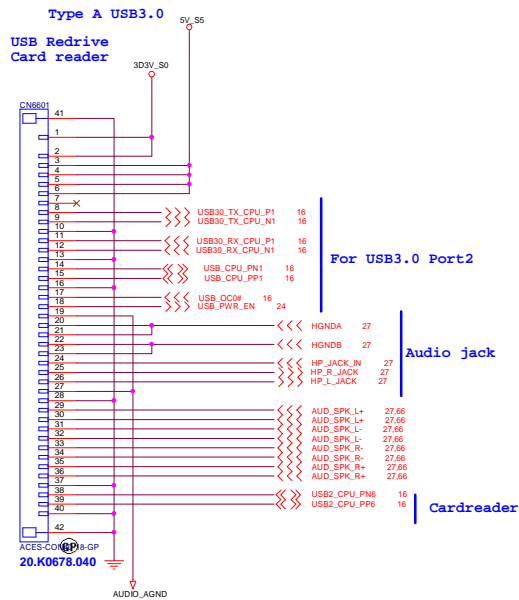 Type A USB3.0
5V_S5
USB Redrive
Card reader
3D3V_S0
CN6601
41
1
2
3
4
5
6
7
8 USB30_TX_CPU_P1 16
9 USB30_TX_CPU_N1 16
10
11 USB30_RX_CPU_P1 16
12 USB30_RX_CPU_N1 16
13
For USB3.0 Port2
14 USB_CPU_PN1 16
15 USB_CPU_PP1 16
16
17 USB_OC0# 16
18 USB_PWR_EN 24
19
20 HGNDA 27
21
22 HGNDB 27
23
Audio jack
24 HP_JACK_IN 27
25 HP_R_JACK 27
26 HP_L_JACK 27
27
28
29 AUD_SPK_L+ 27,66
30 AUD_SPK_L+ 27,66
31 AUD_SPK_L- 27,66
32 AUD_SPK_L- 27,66
33 AUD_SPK_R- 27,66
34 AUD_SPK_R- 27,66
35 AUD_SPK_R+ 27,66
36 AUD_SPK_R+ 27,66
37
38 USB2_CPU_PN6 16
39 USB2_CPU_PP6 16
Cardreader
40
42
20.K0678.040
AUDIO_AGND